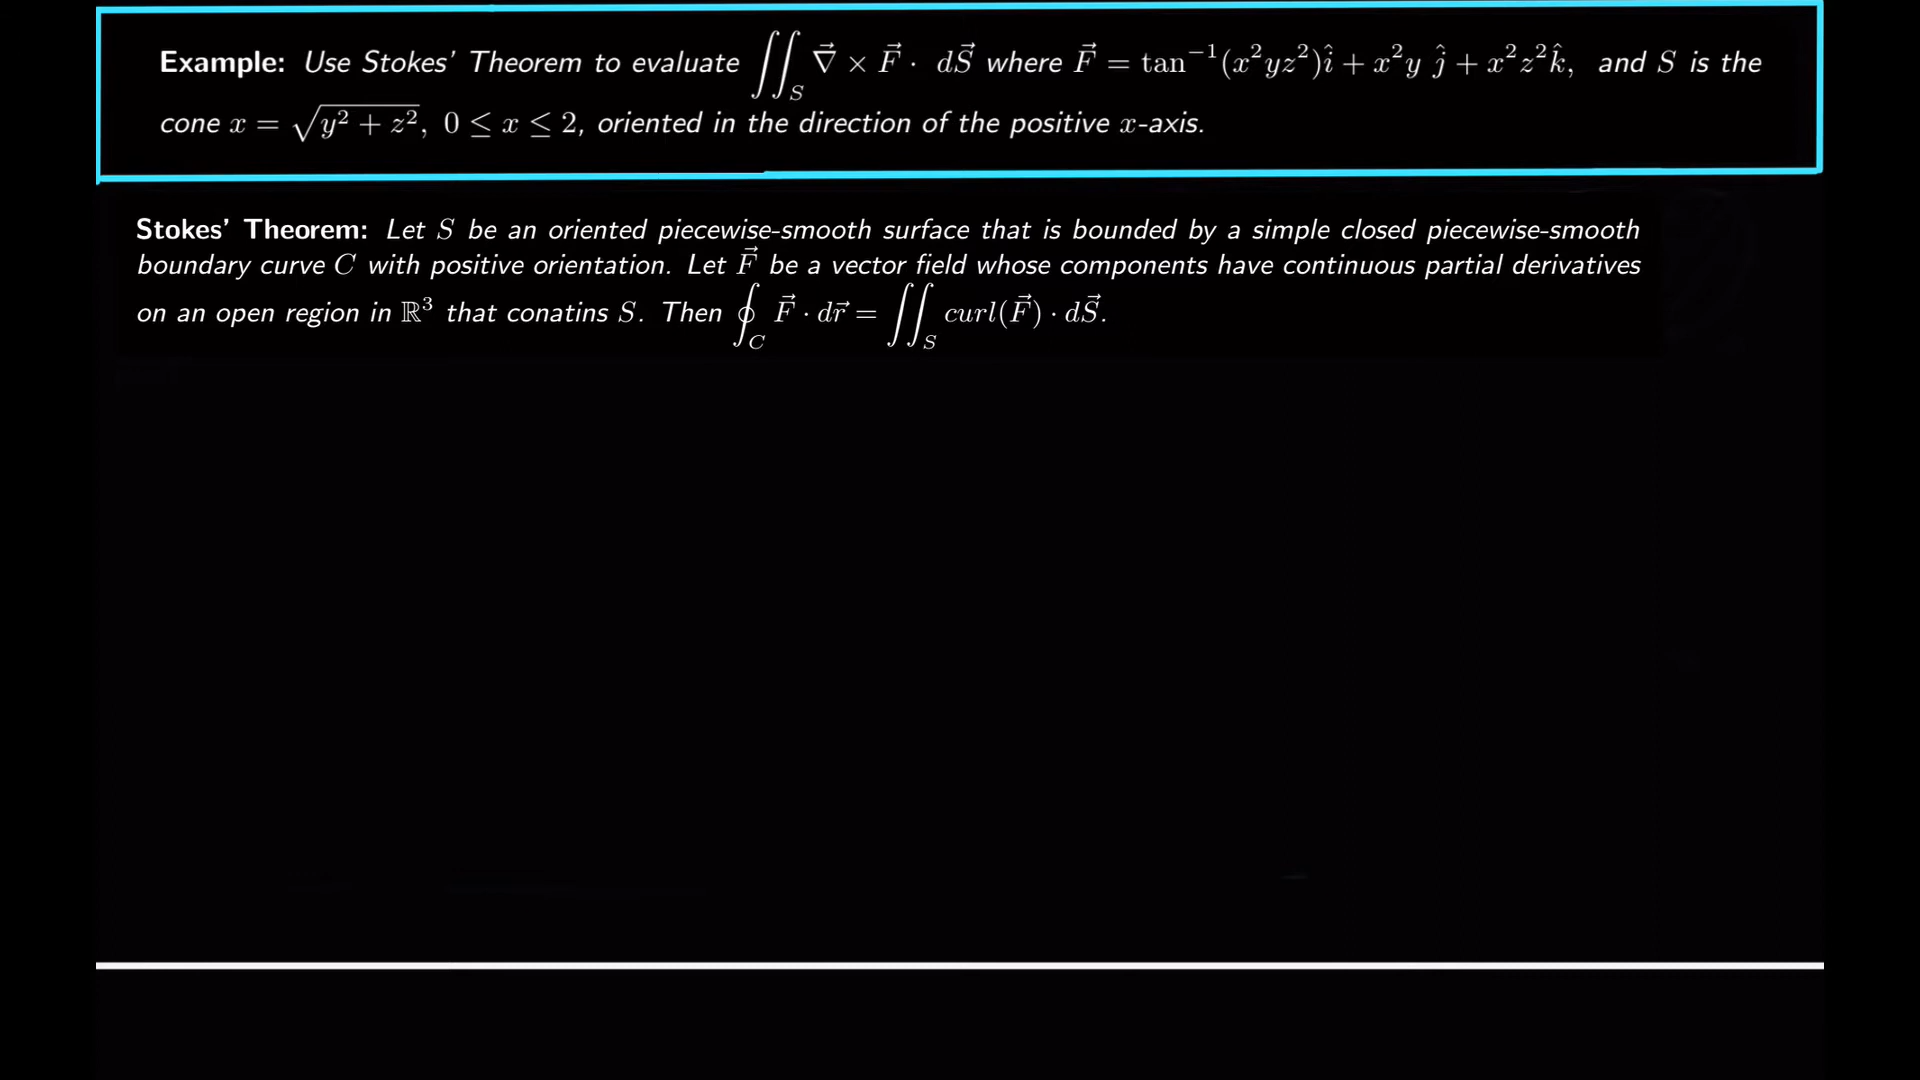 Example: Use Stokes' Theorem to evaluate ∬_S ∇⃗ × F⃗ · dS⃗ where F⃗ = tan⁻¹(x²yz²)î + x²y ĵ + x²z²k̂, and S is the
cone x = √(y² + z²), 0 ≤ x ≤ 2, oriented in the direction of the positive x-axis.
Stokes' Theorem: Let S be an oriented piecewise-smooth surface that is bounded by a simple closed piecewise-smooth
boundary curve C with positive orientation. Let F⃗ be a vector field whose components have continuous partial derivatives
on an open region in ℝ³ that conatins S. Then ∮_C F⃗ · dr⃗ = ∬_S curl(F⃗) · dS⃗.